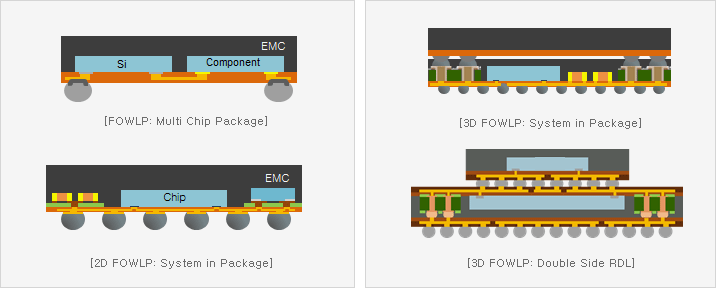 EMC
Si
Component
[FOWLP: Multi Chip Package]
EMC
Chip
[2D FOWLP: System in Package]
[3D FOWLP: System in Package]
[3D FOWLP: Double Side RDL]